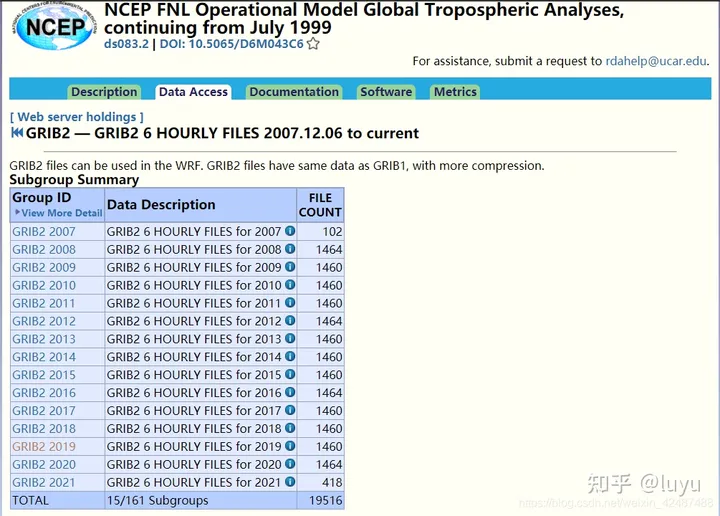 NCEP
NCEP FNL Operational Model Global Tropospheric Analyses,
continuing from July 1999
ds083.2 | DOI: 10.5065/D6M043C6
For assistance, submit a request to rdahelp@ucar.edu.
Description Data Access Documentation Software Metrics
[ Web server holdings ]
GRIB2 — GRIB2 6 HOURLY FILES 2007.12.06 to current
GRIB2 files can be used in the WRF. GRIB2 files have same data as GRIB1, with more compression.
Subgroup Summary
Group ID
View More Detail
Data Description
FILE
COUNT
GRIB2 2007 GRIB2 6 HOURLY FILES for 2007 102
GRIB2 2008 GRIB2 6 HOURLY FILES for 2008 1464
GRIB2 2009 GRIB2 6 HOURLY FILES for 2009 1460
GRIB2 2010 GRIB2 6 HOURLY FILES for 2010 1460
GRIB2 2011 GRIB2 6 HOURLY FILES for 2011 1460
GRIB2 2012 GRIB2 6 HOURLY FILES for 2012 1464
GRIB2 2013 GRIB2 6 HOURLY FILES for 2013 1460
GRIB2 2014 GRIB2 6 HOURLY FILES for 2014 1460
GRIB2 2015 GRIB2 6 HOURLY FILES for 2015 1460
GRIB2 2016 GRIB2 6 HOURLY FILES for 2016 1464
GRIB2 2017 GRIB2 6 HOURLY FILES for 2017 1460
GRIB2 2018 GRIB2 6 HOURLY FILES for 2018 1460
GRIB2 2019 GRIB2 6 HOURLY FILES for 2019 1460
GRIB2 2020 GRIB2 6 HOURLY FILES for 2020 1464
GRIB2 2021 GRIB2 6 HOURLY FILES for 2021 418
TOTAL 15/161 Subgroups 19516
知乎 @luyu